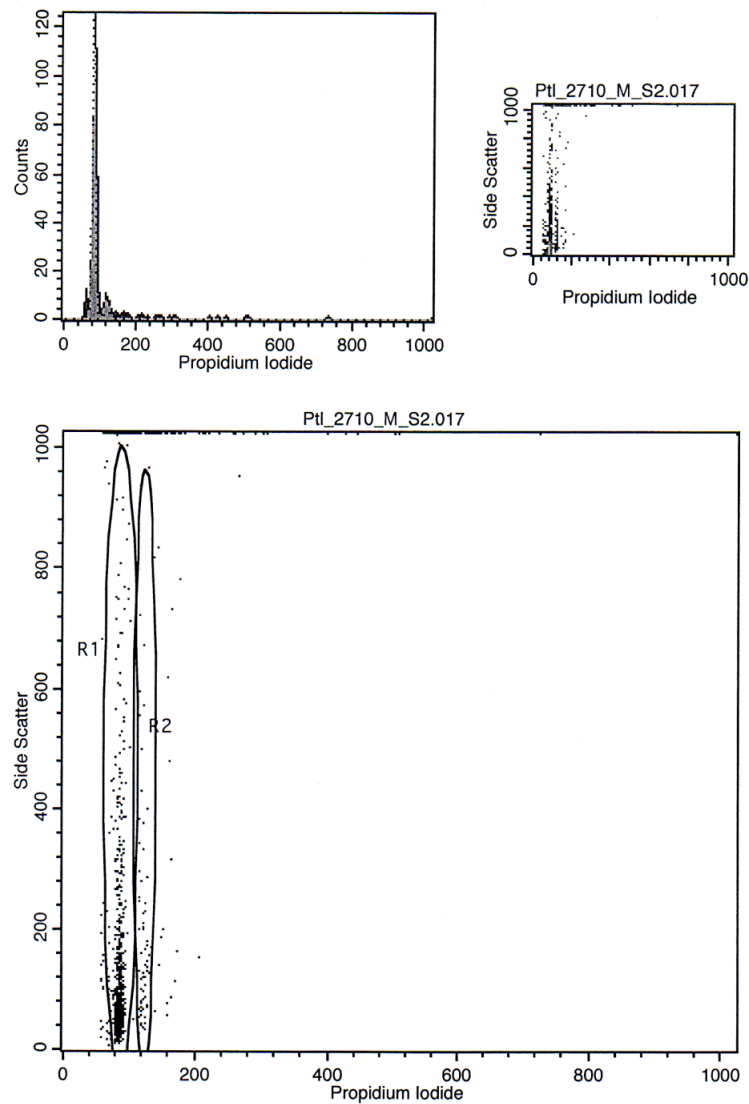 120
100
80
60
40
20
0
Counts
0 200 400 600 800 1000
Propidium Iodide
PtI_2710_M_S2.017
1000
Side Scatter
0
0 1000
Propidium Iodide
PtI_2710_M_S2.017
1000
800
R1
600
R2
Side Scatter
400
200
0
0 200 400 600 800 1000
Propidium Iodide